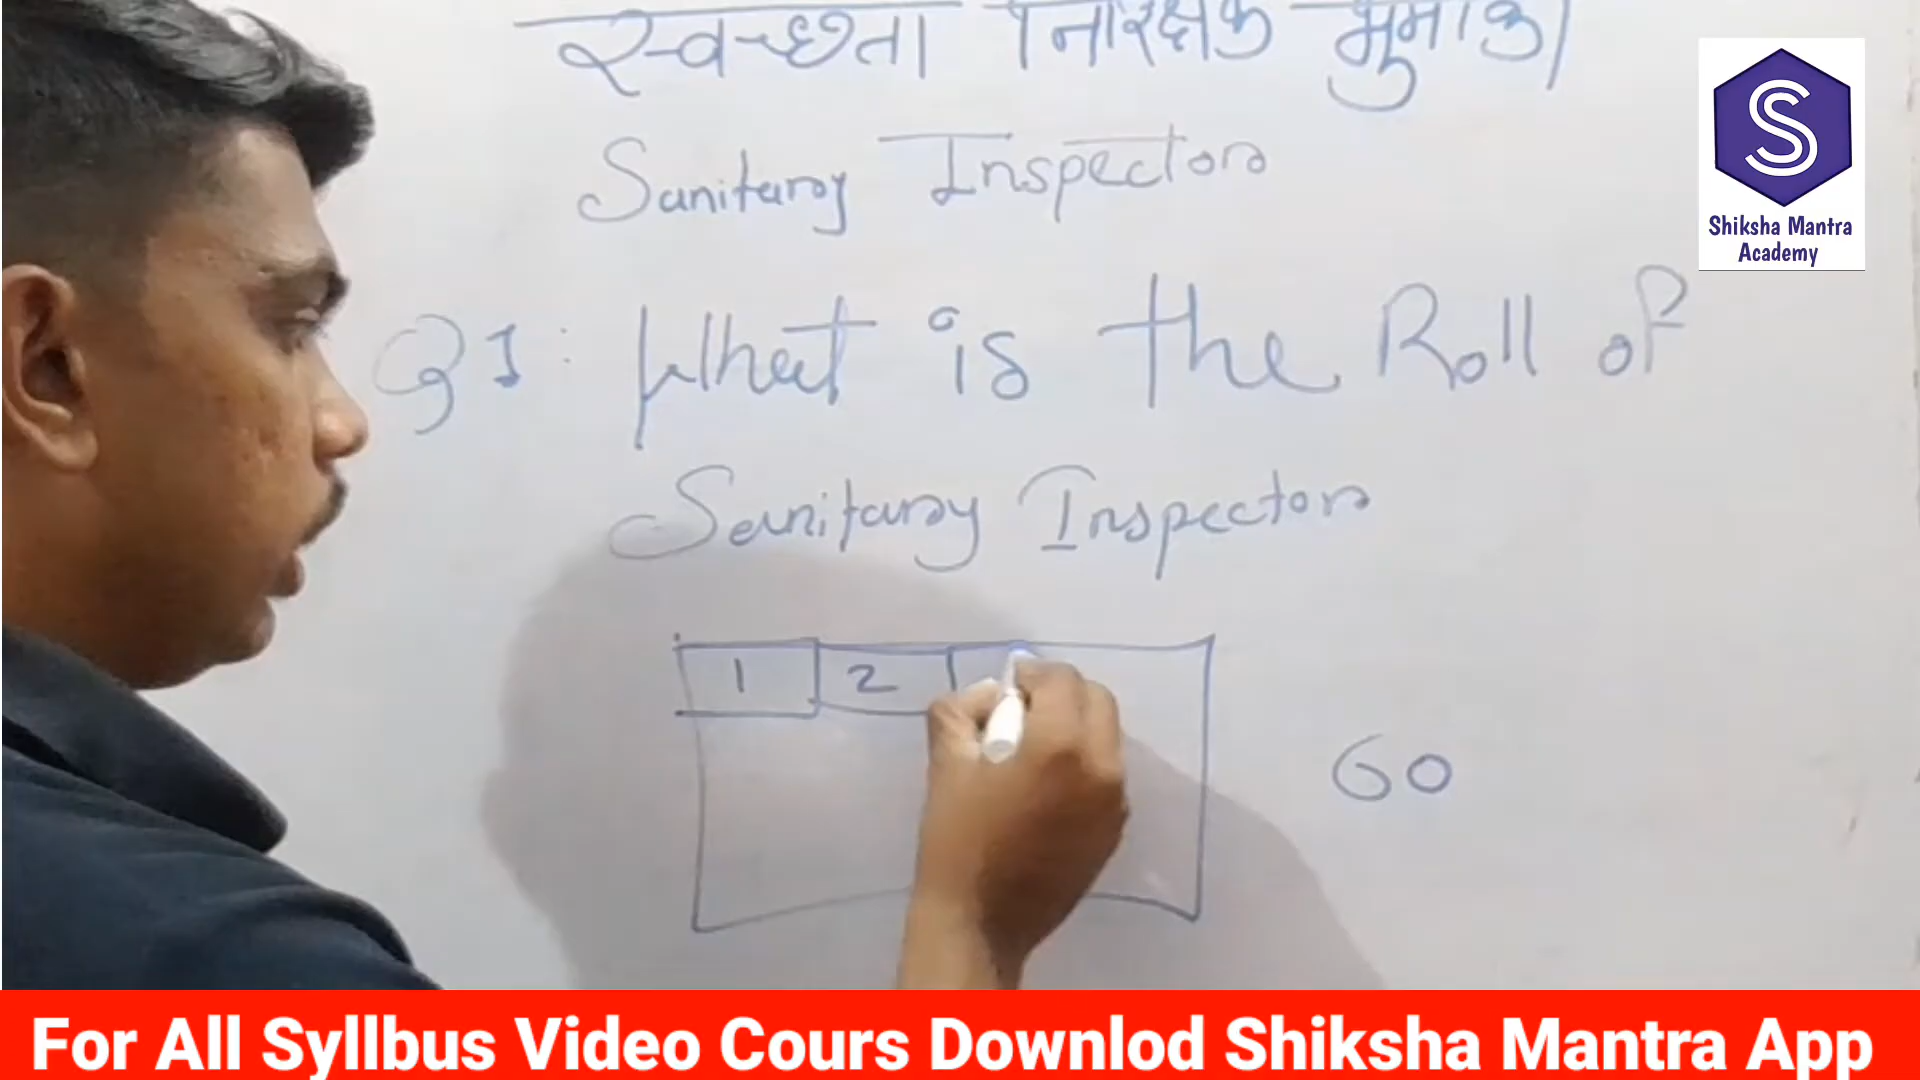 स्वच्छता निरिक्षक भुमीका
Sanitary Inspector
Shiksha Mantra
Academy
Q1: What is the Roll of
Sanitary Inspector
1 2
60
For All Syllbus Video Cours Downlod Shiksha Mantra App